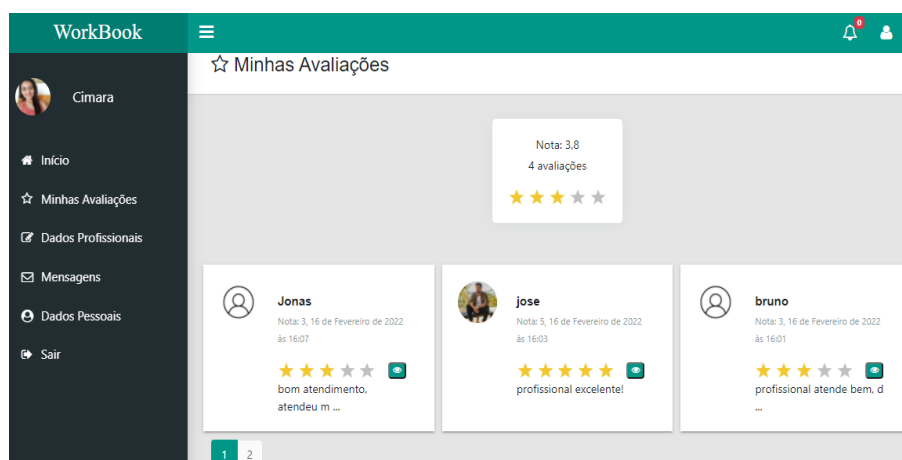 WorkBook
0
Minhas Avaliações
Cimara
Início
Minhas Avaliações
Dados Profissionais
Mensagens
Dados Pessoais
Sair
Nota: 3,8
4 avaliações
Jonas
Nota: 3, 16 de Fevereiro de 2022
às 16:07
bom atendimento,
atendeu m ...
jose
Nota: 5, 16 de Fevereiro de 2022
às 16:03
profissional excelente!
bruno
Nota: 3, 16 de Fevereiro de 2022
às 16:01
profissional atende bem, d
...
1 2